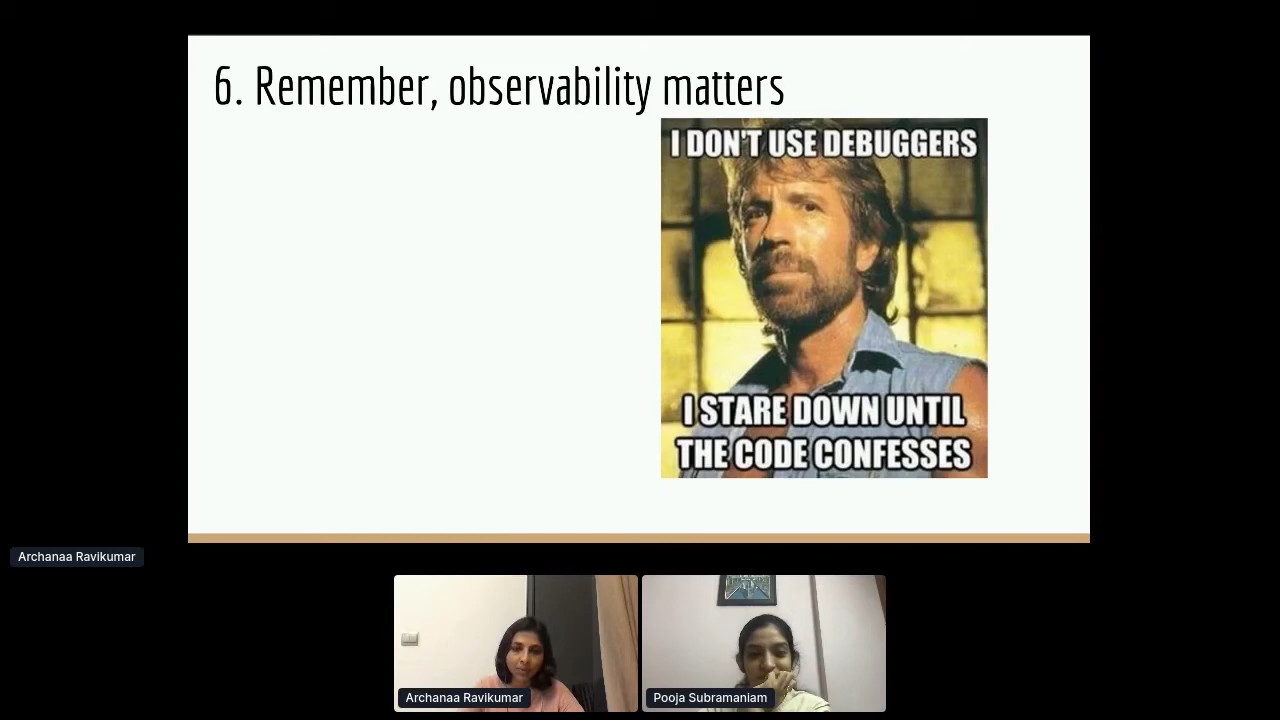 6. Remember, observability matters
I DON'T USE DEBUGGERS
I STARE DOWN UNTIL
THE CODE CONFESSES
Archanaa Ravikumar
Archanaa Ravikumar
Pooja Subramaniam